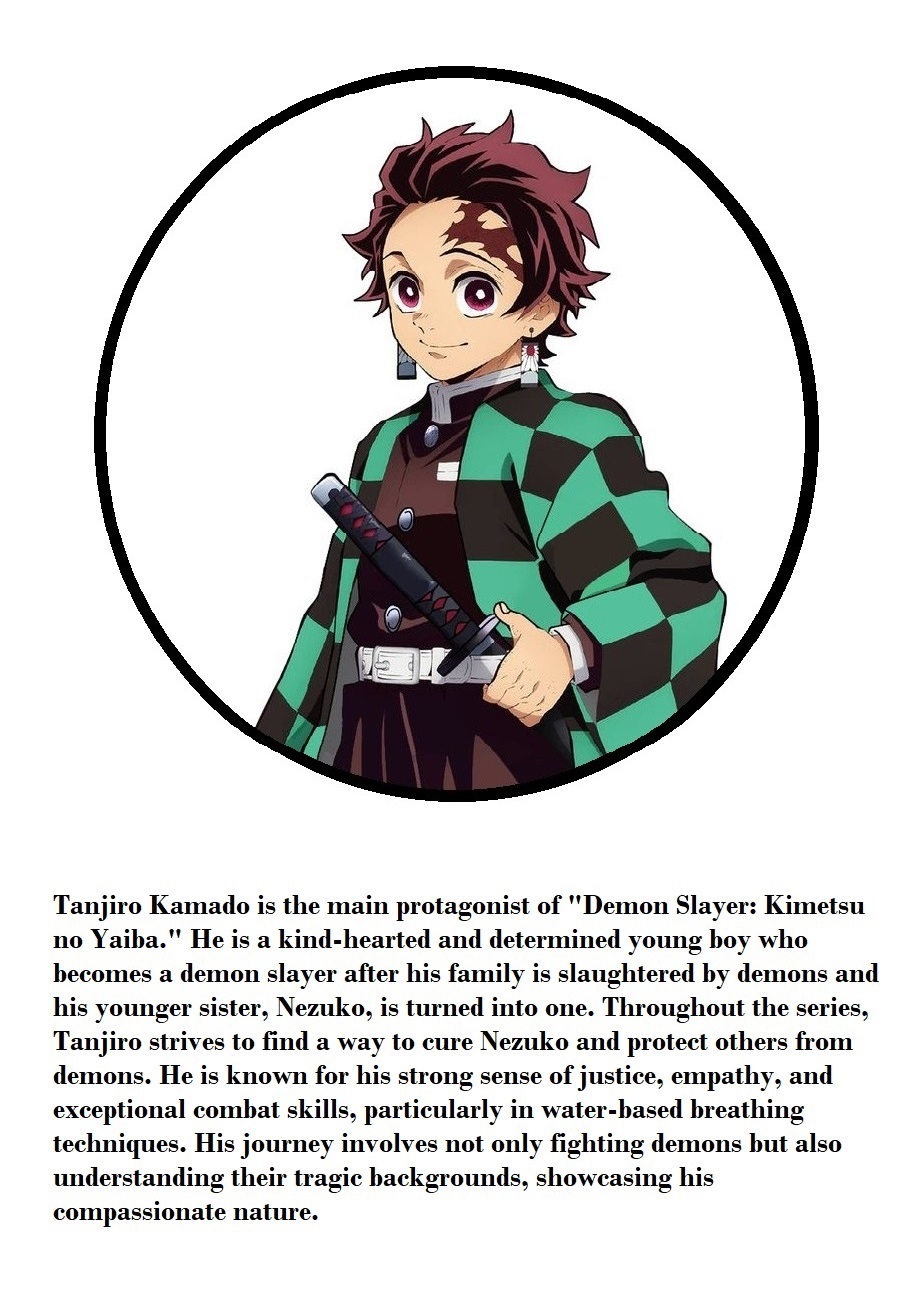 Tanjiro Kamado is the main protagonist of "Demon Slayer: Kimetsu
no Yaiba." He is a kind-hearted and determined young boy who
becomes a demon slayer after his family is slaughtered by demons and
his younger sister, Nezuko, is turned into one. Throughout the series,
Tanjiro strives to find a way to cure Nezuko and protect others from
demons. He is known for his strong sense of justice, empathy, and
exceptional combat skills, particularly in water-based breathing
techniques. His journey involves not only fighting demons but also
understanding their tragic backgrounds, showcasing his
compassionate nature.